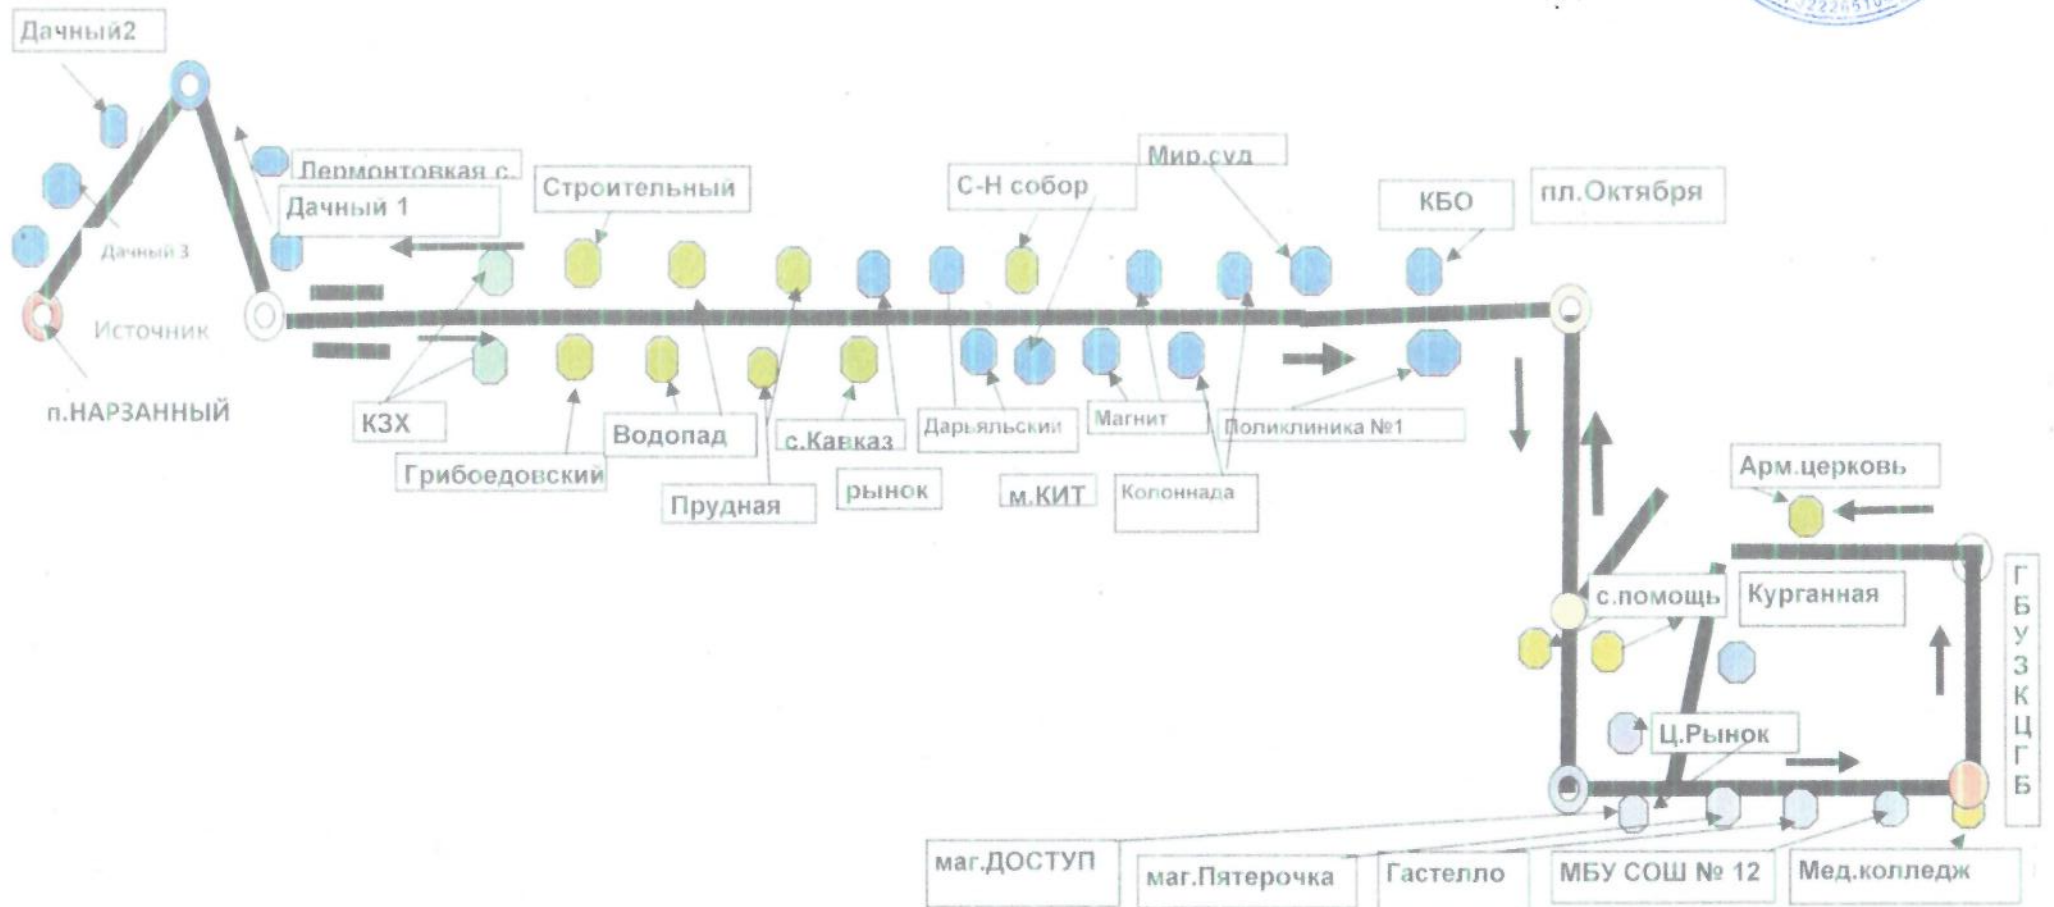 Дачный2
Лермонтовкая с.
Дачный 1
Строительный
С-Н собор
Мир.суд
КБО
пл.Октября
Дачный 3
Источник
п.НАРЗАННЫЙ
КЗХ
Грибоедовский
Водопад
Прудная
с.Кавказ
рынок
Дарьяльский
м.КИТ
Магнит
Колоннада
Поликлиника №1
Арм.церковь
с.помощь
Курганная
Ц.Рынок
ГБУЗКЦГБ
маг.ДОСТУП
маг.Пятерочка
Гастелло
МБУ СОШ № 12
Мед.колледж